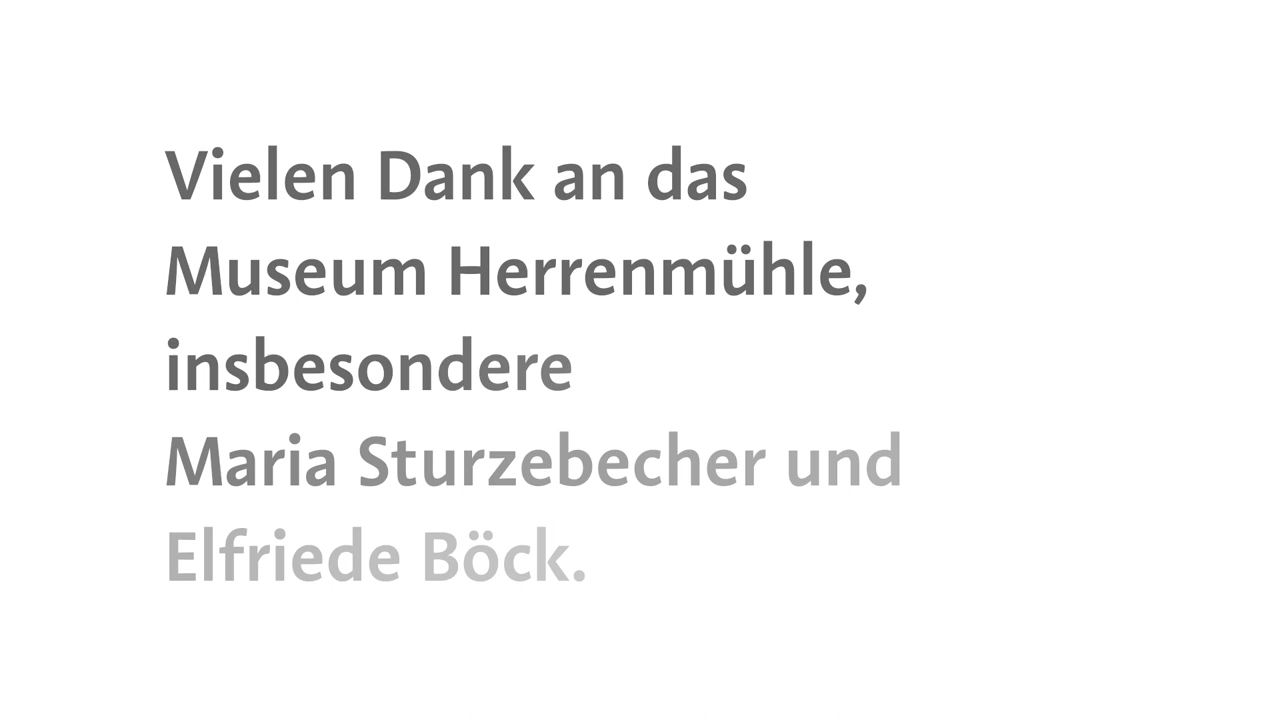 Vielen Dank an das
Museum Herrenmühle,
insbesondere
Maria Sturzebecher und
Elfriede Böck.